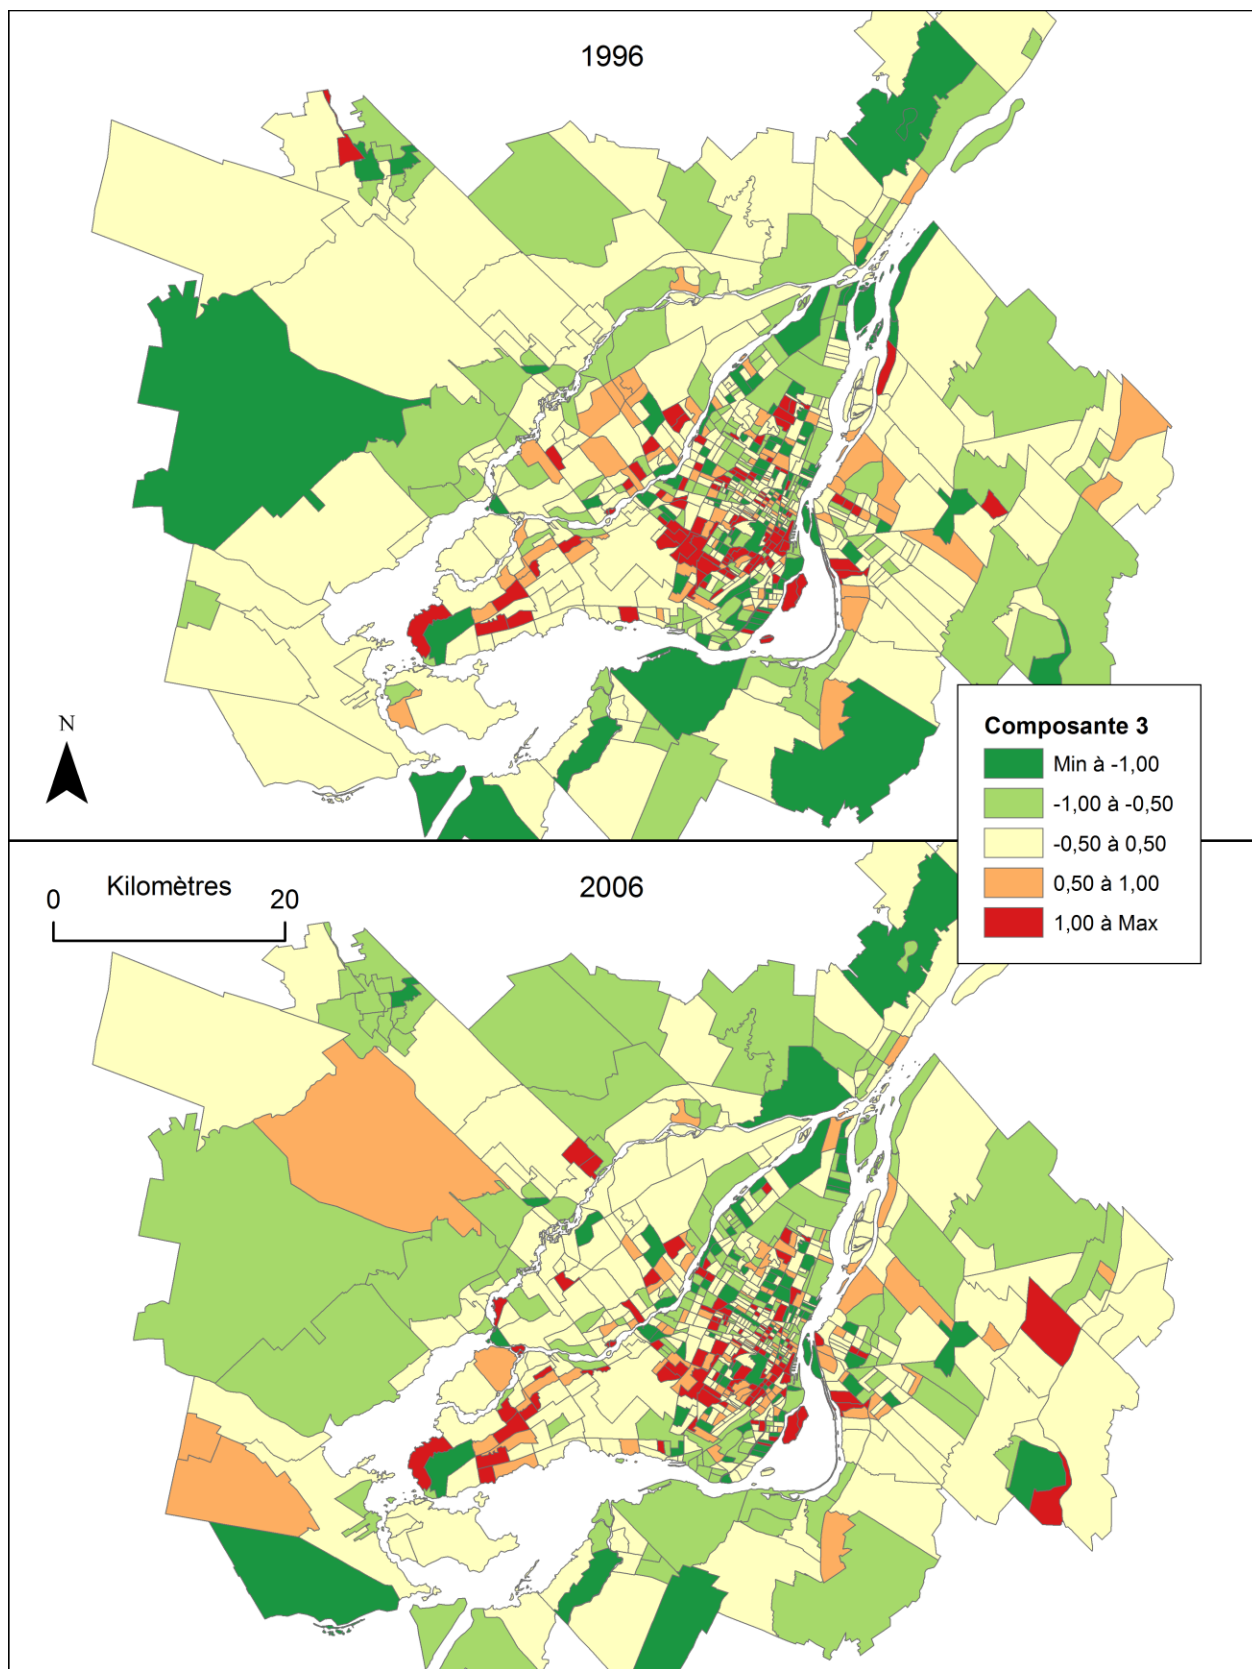 1996
N
Composante 3
Min à -1,00
-1,00 à -0,50
-0,50 à 0,50
0,50 à 1,00
1,00 à Max
Kilomètres
0 20
2006